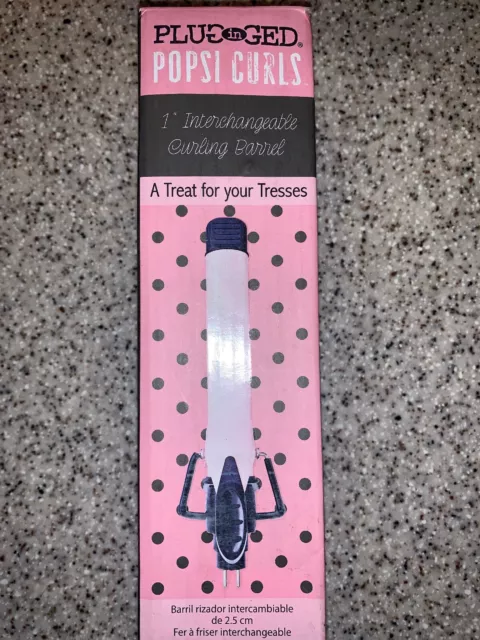 PLUGinGED®
POPSI CURLS
1" Interchangeable
Curling Barrel
A Treat for your Tresses
Barril rizador intercambiable
de 2.5 cm
Fer à friser interchangeable